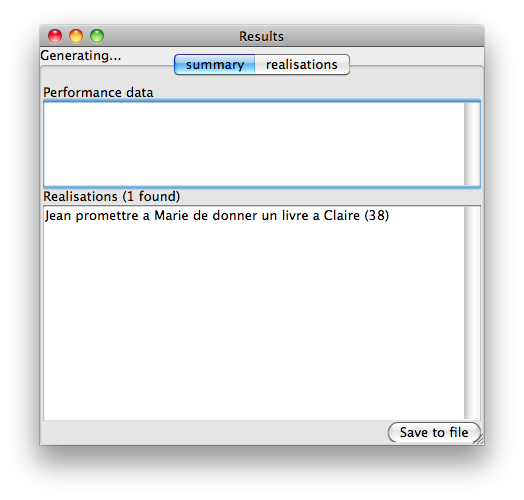 Results
Generating...
summary realisations
Performance data
Realisations (1 found)
Jean promettre a Marie de donner un livre a Claire (38)
Save to file